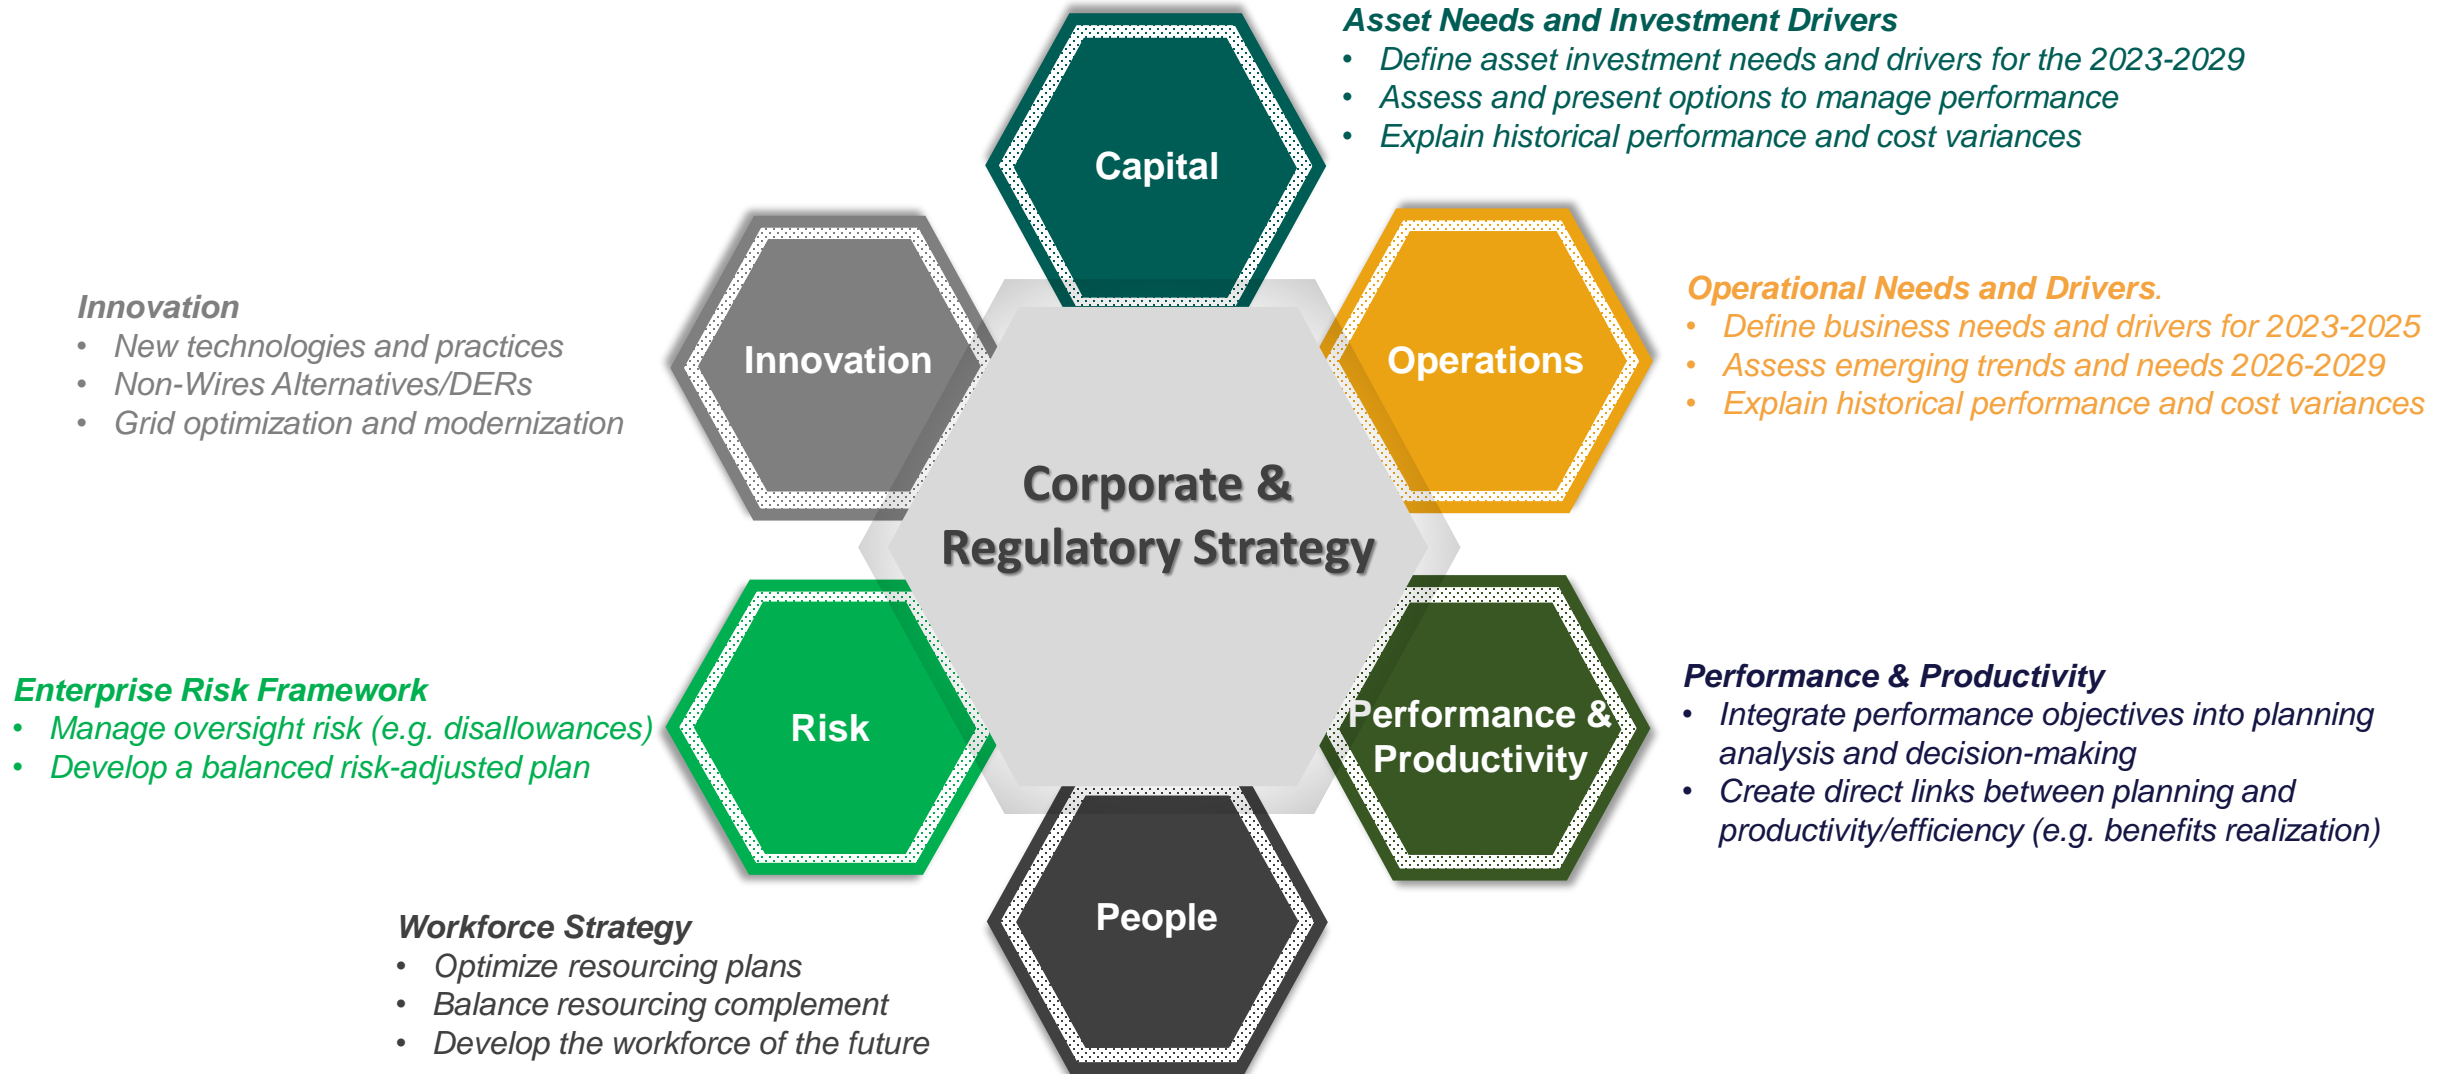 Asset Needs and Investment Drivers
• Define asset investment needs and drivers for the 2023-2029
• Assess and present options to manage performance
• Explain historical performance and cost variances
Capital
Innovation
• New technologies and practices
• Non-Wires Alternatives/DERs
• Grid optimization and modernization
Innovation
Operations
Operational Needs and Drivers.
• Define business needs and drivers for 2023-2025
• Assess emerging trends and needs 2026-2029
• Explain historical performance and cost variances
Corporate &
Regulatory Strategy
Enterprise Risk Framework
• Manage oversight risk (e.g. disallowances)
• Develop a balanced risk-adjusted plan
Risk
Performance &
Productivity
Performance & Productivity
• Integrate performance objectives into planning
analysis and decision-making
• Create direct links between planning and
productivity/efficiency (e.g. benefits realization)
People
Workforce Strategy
• Optimize resourcing plans
• Balance resourcing complement
• Develop the workforce of the future